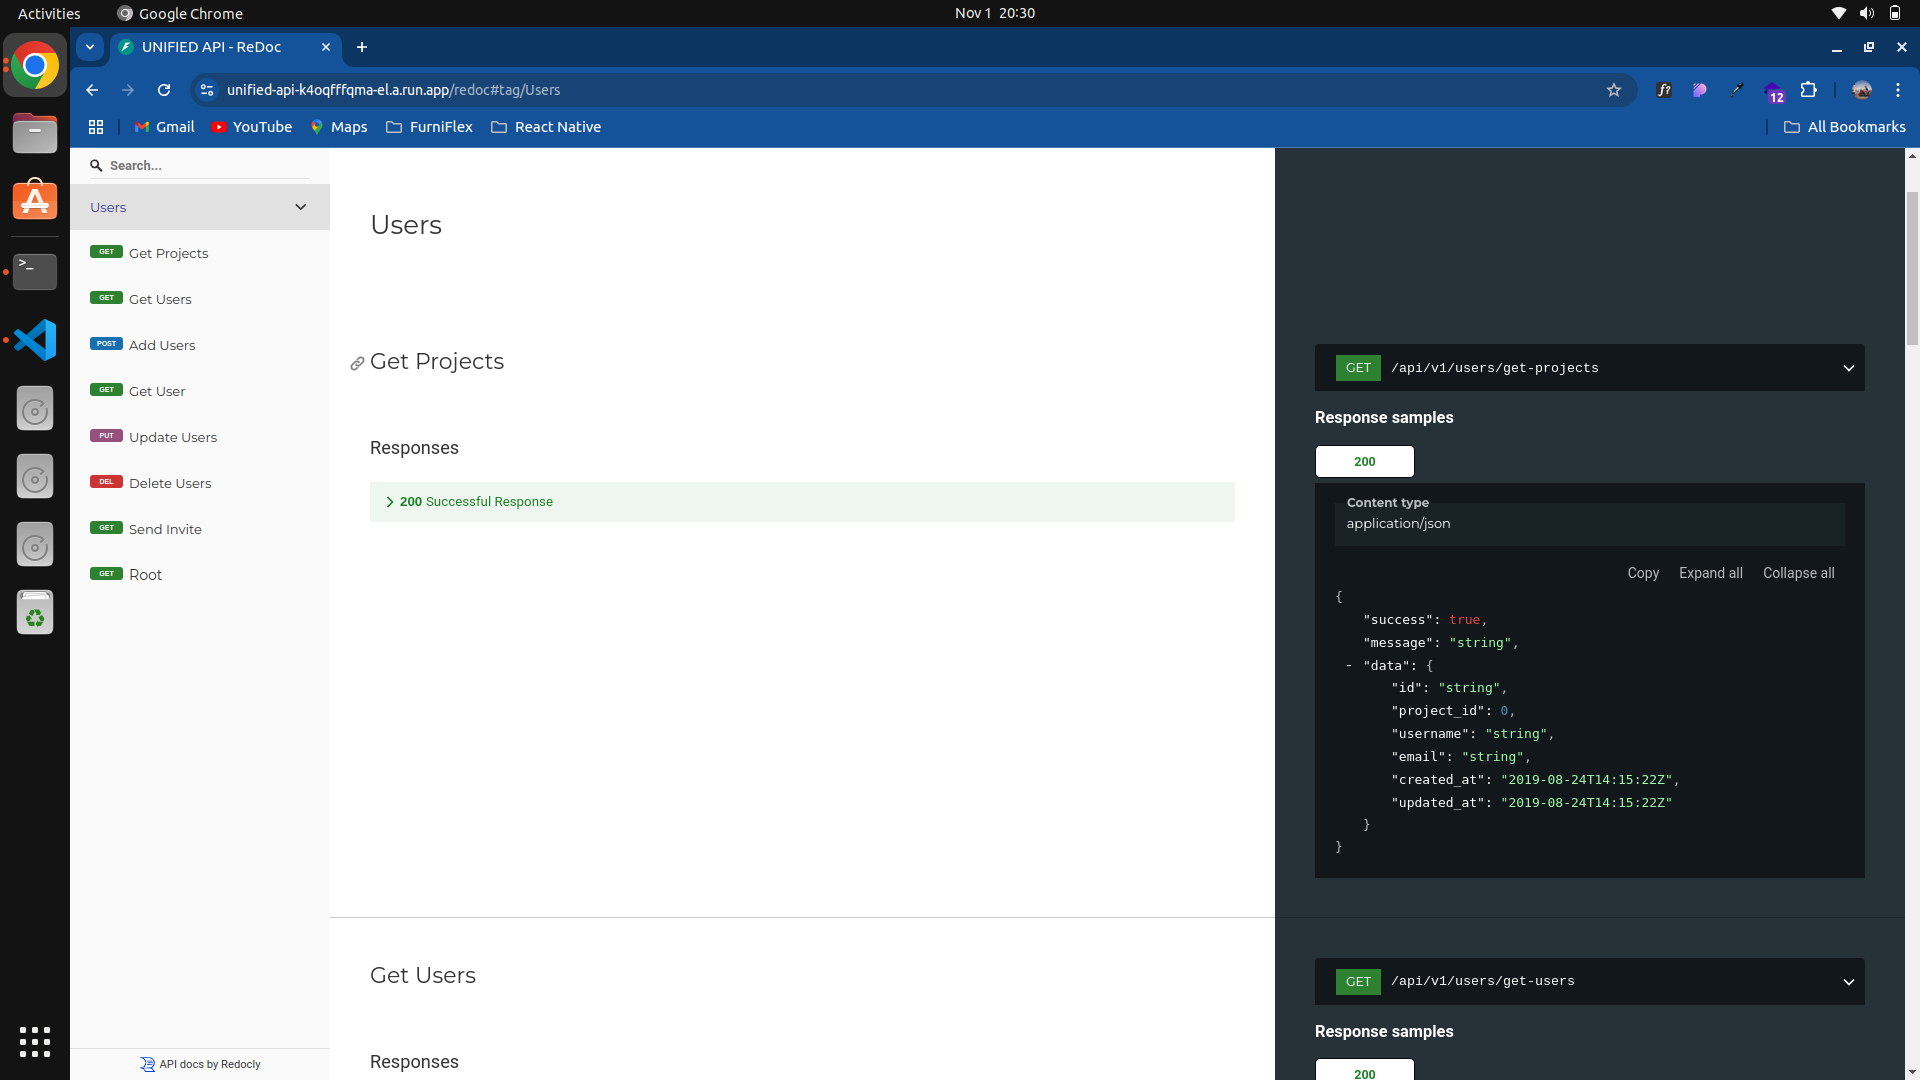 Activities
Google Chrome
Nov 1 20:30
UNIFIED API - ReDoc
unified-api-k4oqfffqma-el.a.run.app/redoc#tag/Users
f?
12
Gmail
YouTube
Maps
FurniFlex
React Native
All Bookmarks
Search...
Users
GET Get Projects
GET Get Users
POST Add Users
GET Get User
PUT Update Users
DEL Delete Users
GET Send Invite
GET Root
API docs by Redocly
Users
Get Projects
Responses
200 Successful Response
Get Users
Responses
GET /api/v1/users/get-projects
Response samples
200
Content type
application/json
Copy Expand all Collapse all
{
"success": true,
"message": "string",
- "data": {
"id": "string",
"project_id": 0,
"username": "string",
"email": "string",
"created_at": "2019-08-24T14:15:22Z",
"updated_at": "2019-08-24T14:15:22Z"
}
}
GET /api/v1/users/get-users
Response samples
200